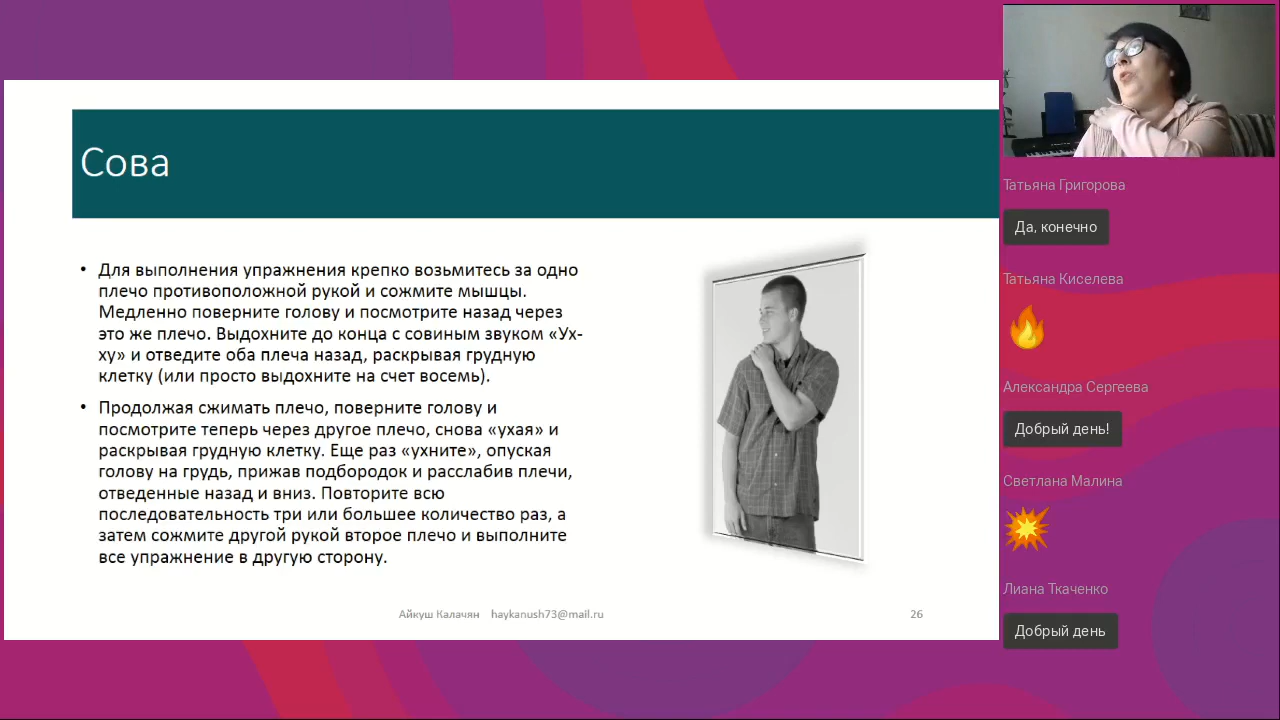 Сова
• Для выполнения упражнения крепко возьмитесь за одно
плечо противоположной рукой и сожмите мышцы.
Медленно поверните голову и посмотрите назад через
это же плечо. Выдохните до конца с совиным звуком «Ух-
ху» и отведите оба плеча назад, раскрывая грудную
клетку (или просто выдохните на счет восемь).
• Продолжая сжимать плечо, поверните голову и
посмотрите теперь через другое плечо, снова «ухая» и
раскрывая грудную клетку. Еще раз «ухните», опуская
голову на грудь, прижав подбородок и расслабив плечи,
отведенные назад и вниз. Повторите всю
последовательность три или большее количество раз, а
затем сожмите другой рукой второе плечо и выполните
все упражнение в другую сторону.
Айкуш Калачян haykanush73@mail.ru
26
Татьяна Григорова
Да, конечно
Татьяна Киселева
Александра Сергеева
Добрый день!
Светлана Малина
Лиана Ткаченко
Добрый день